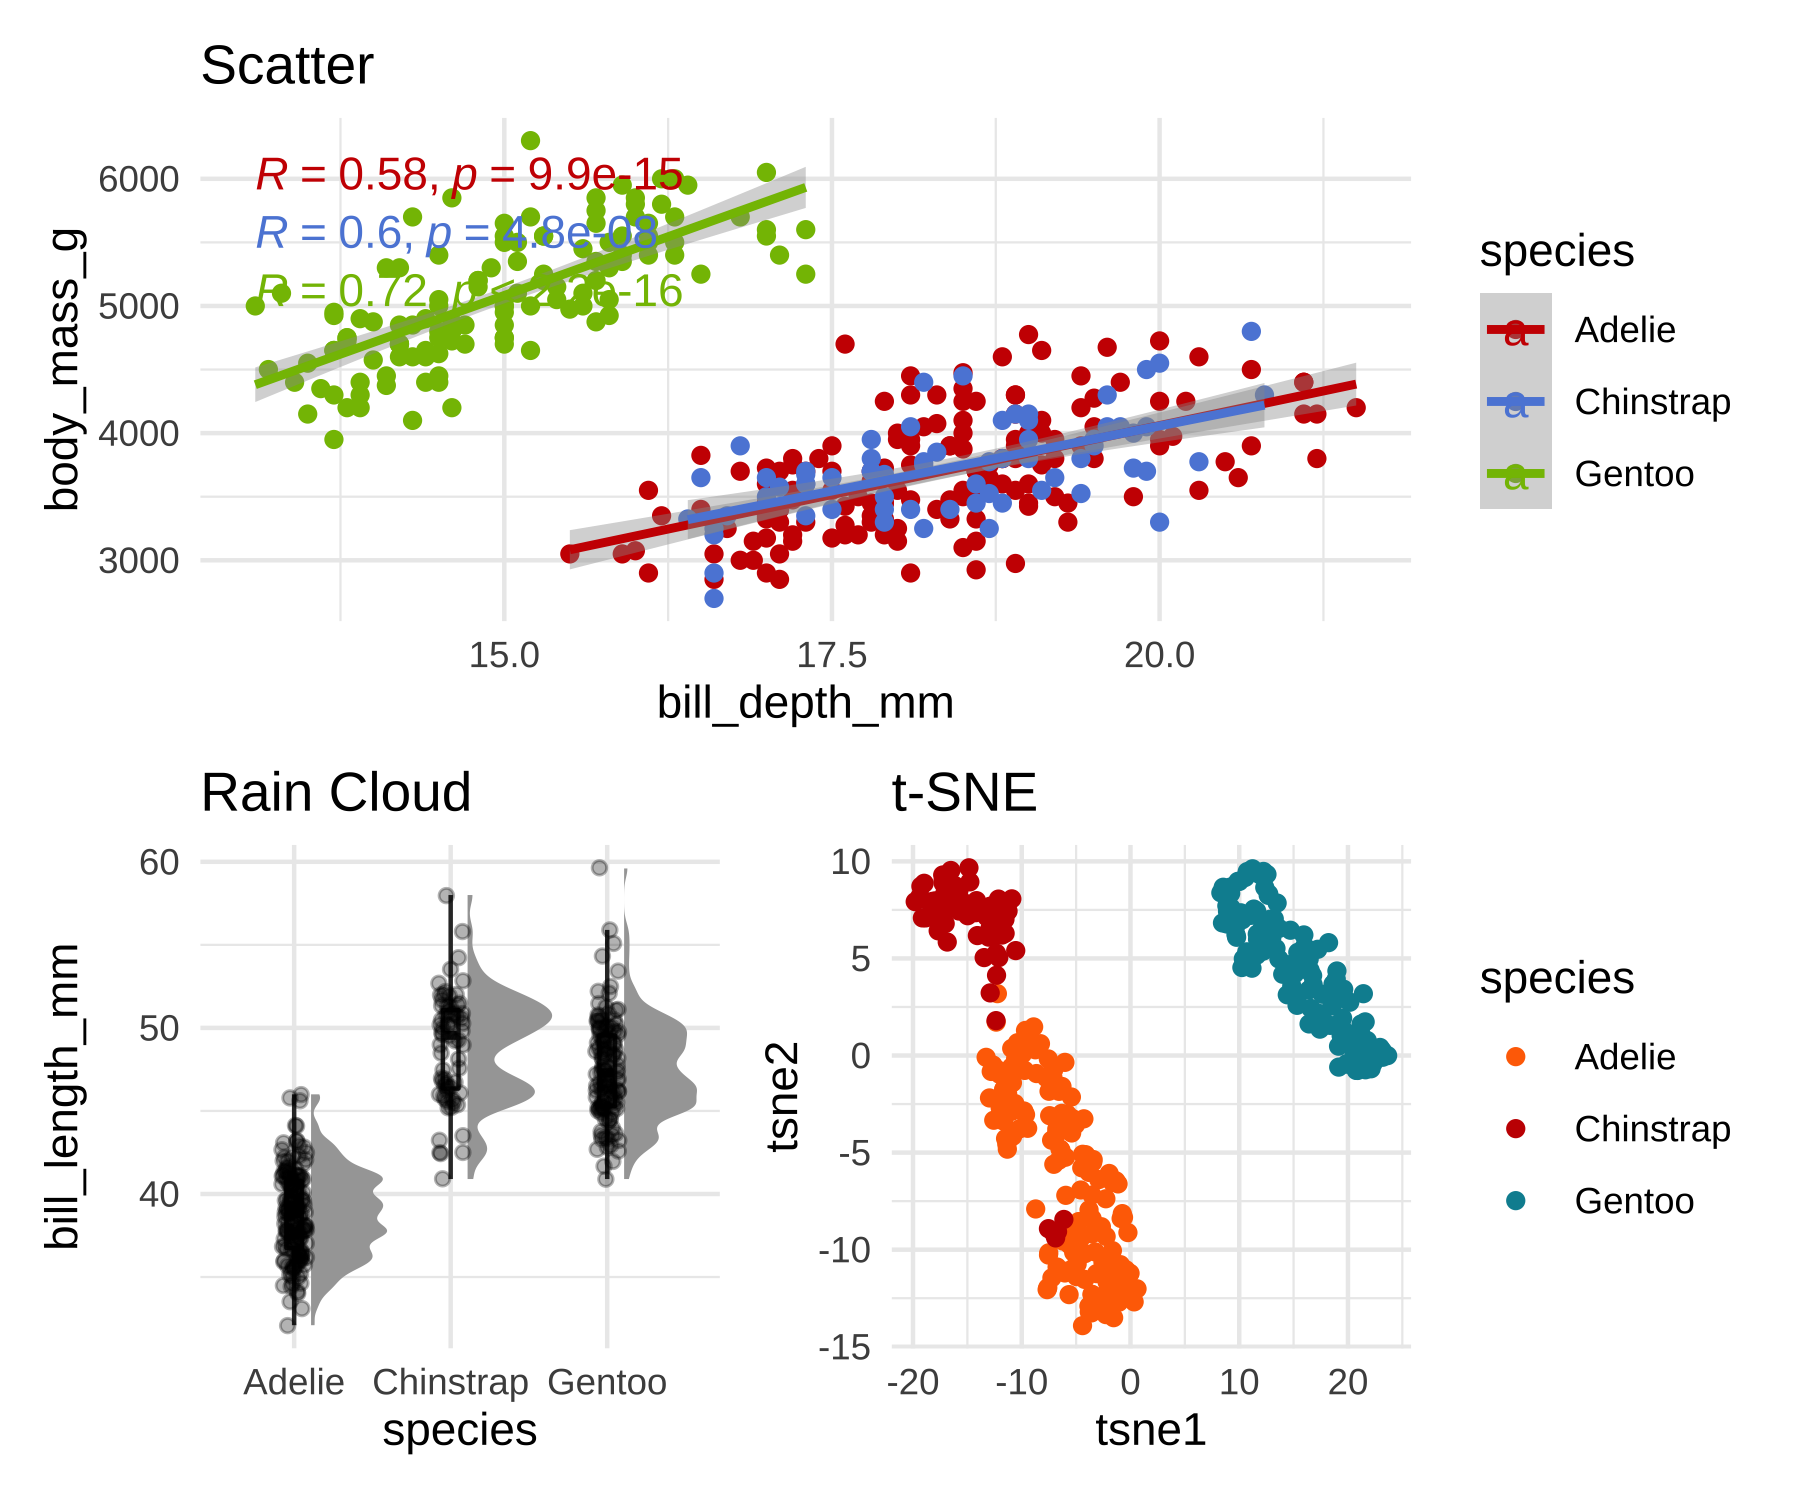 Scatter
R = 0.58, p = 9.9e-15
R = 0.6, p = 4.8e-08
R = 0.72, p < 2.2e-16
6000
5000
4000
3000
body_mass_g
15.0 17.5 20.0
bill_depth_mm
species
a Adelie
a Chinstrap
a Gentoo
Rain Cloud
60
50
40
bill_length_mm
Adelie Chinstrap Gentoo
species
t-SNE
10
5
0
-5
-10
-15
tsne2
-20 -10 0 10 20
tsne1
species
Adelie
Chinstrap
Gentoo